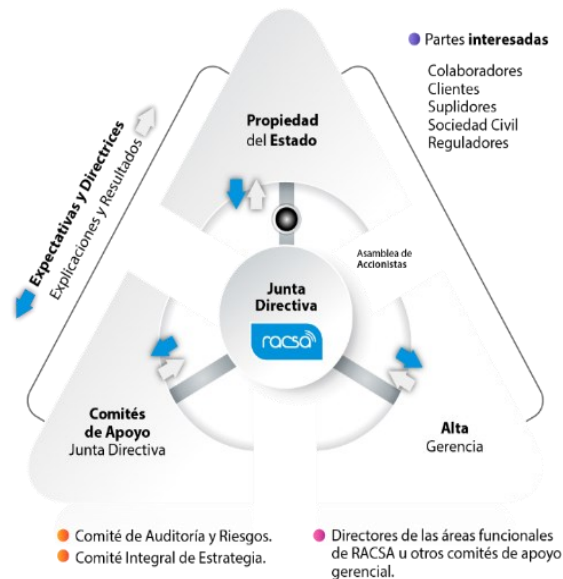 Partes interesadas
Colaboradores
Clientes
Suplidores
Sociedad Civil
Reguladores
Propiedad
del Estado
Expectativas y Directrices
Explicaciones y Resultados
Asamblea de
Accionistas
Junta
Directiva
racsa
Comités
de Apoyo
Junta Directiva
Alta
Gerencia
Comité de Auditoría y Riesgos.
Comité Integral de Estrategia.
Directores de las áreas funcionales
de RACSA u otros comités de apoyo
gerencial.